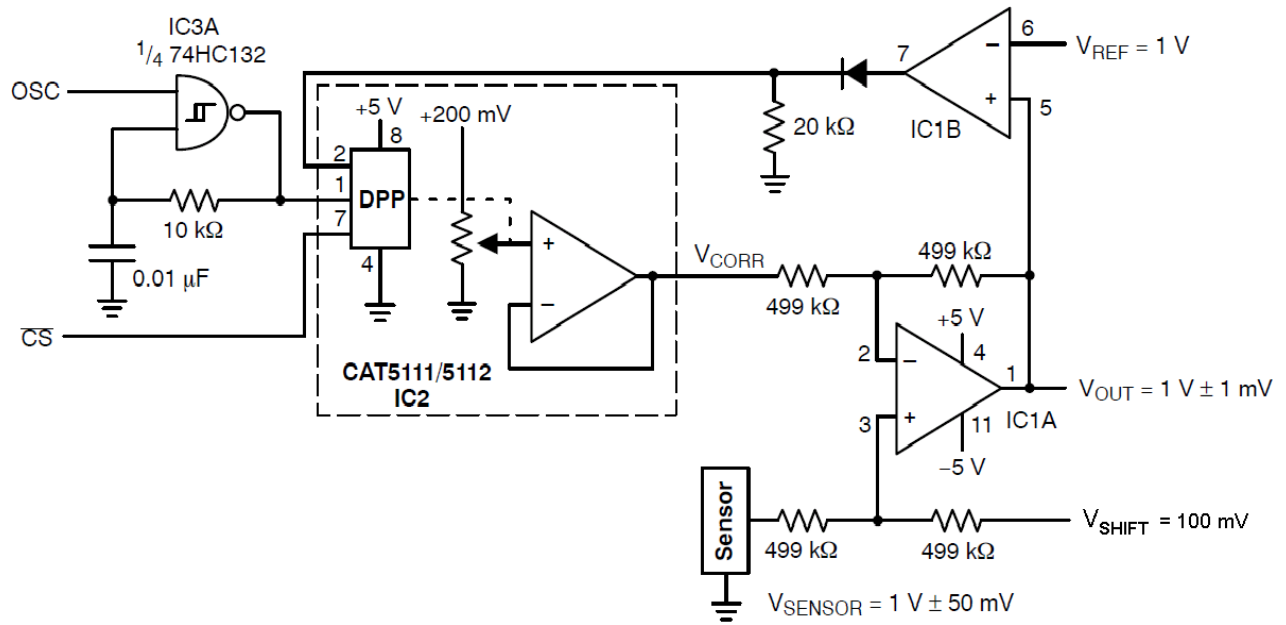 IC3A
1/4 74HC132
OSC
+5 V
+200 mV
8
2
1
7
DPP
4
10 kΩ
0.01 µF
CS
CAT5111/5112
IC2
+
−
7
6
−
VREF = 1 V
+
5
IC1B
20 kΩ
VCORR
499 kΩ
499 kΩ
+5 V
4
2
−
1
VOUT = 1 V ± 1 mV
3
+
11
IC1A
−5 V
Sensor
499 kΩ
499 kΩ
VSHIFT = 100 mV
VSENSOR = 1 V ± 50 mV